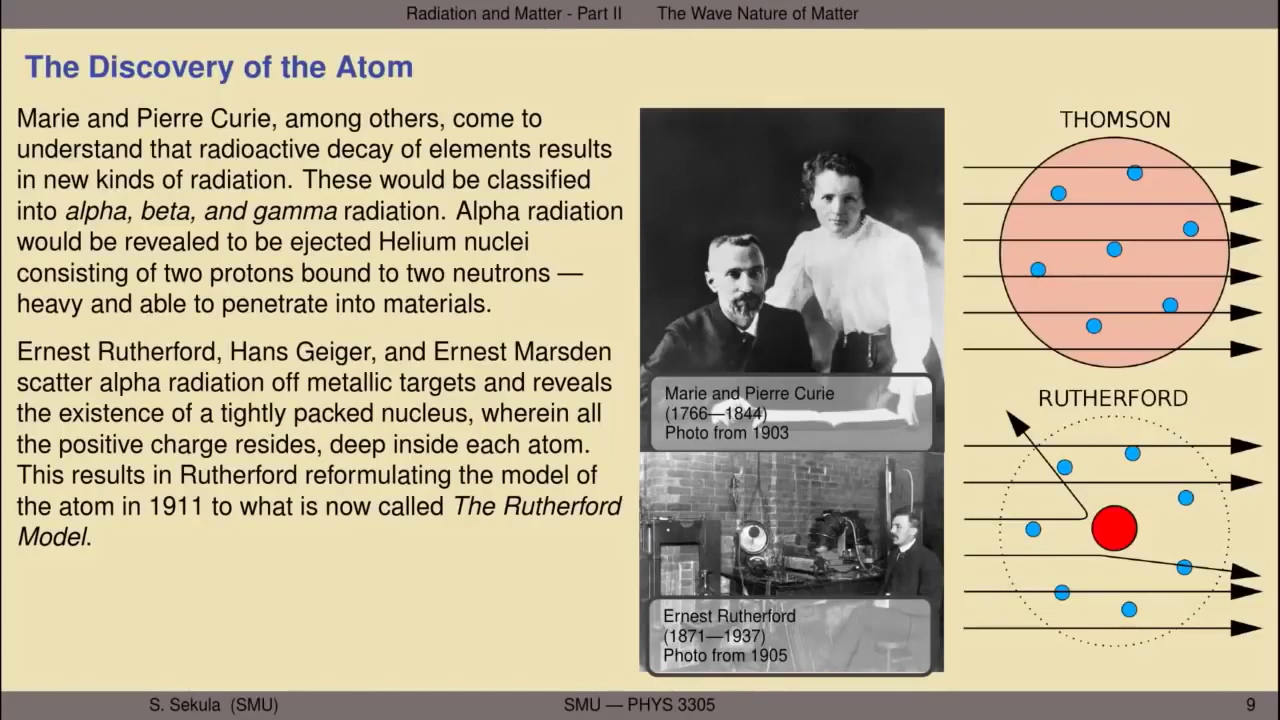 Radiation and Matter - Part II The Wave Nature of Matter
The Discovery of the Atom
Marie and Pierre Curie, among others, come to
understand that radioactive decay of elements results
in new kinds of radiation. These would be classified
into alpha, beta, and gamma radiation. Alpha radiation
would be revealed to be ejected Helium nuclei
consisting of two protons bound to two neutrons —
heavy and able to penetrate into materials.
Ernest Rutherford, Hans Geiger, and Ernest Marsden
scatter alpha radiation off metallic targets and reveals
the existence of a tightly packed nucleus, wherein all
the positive charge resides, deep inside each atom.
This results in Rutherford reformulating the model of
the atom in 1911 to what is now called The Rutherford
Model.
Marie and Pierre Curie
(1766—1844)
Photo from 1903
Ernest Rutherford
(1871—1937)
Photo from 1905
THOMSON
RUTHERFORD
S. Sekula (SMU) SMU — PHYS 3305 9